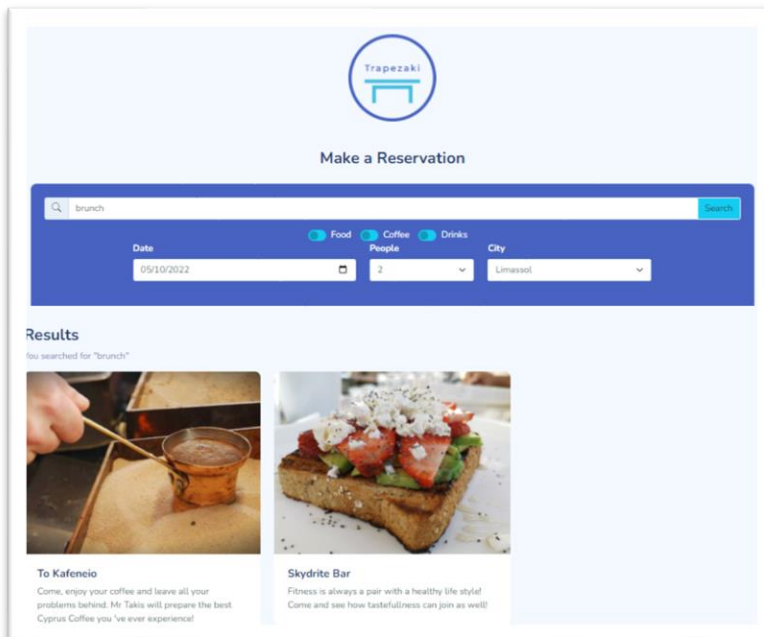 Trapezaki
Make a Reservation
brunch
Search
Food Coffee Drinks
Date People City
05/10/2022 2 Limassol
Results
You searched for "brunch"
To Kafeneio
Come, enjoy your coffee and leave all your
problems behind. Mr Takis will prepare the best
Cyprus Coffee you 've ever experience!
Skydrite Bar
Fitness is always a pair with a healthy life style!
Come and see how tastefullness can join as well!